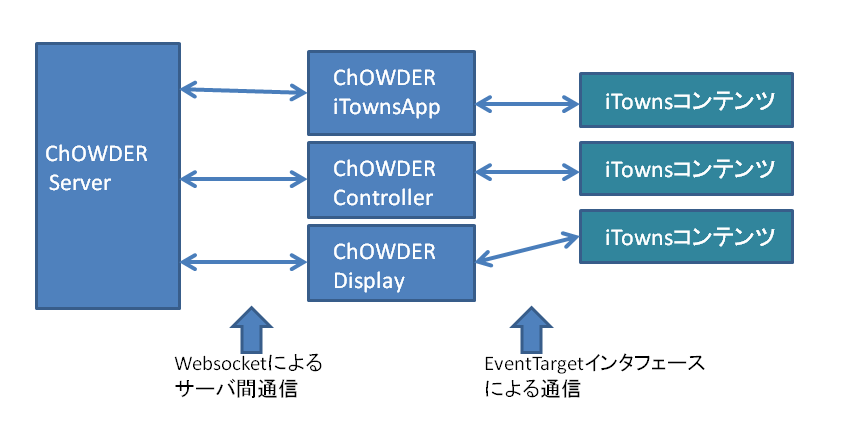 ChOWDER
Server
ChOWDER
iTownsApp
ChOWDER
Controller
ChOWDER
Display
iTownsコンテンツ
iTownsコンテンツ
iTownsコンテンツ
Websocketによる
サーバ間通信
EventTargetインタフェース
による通信